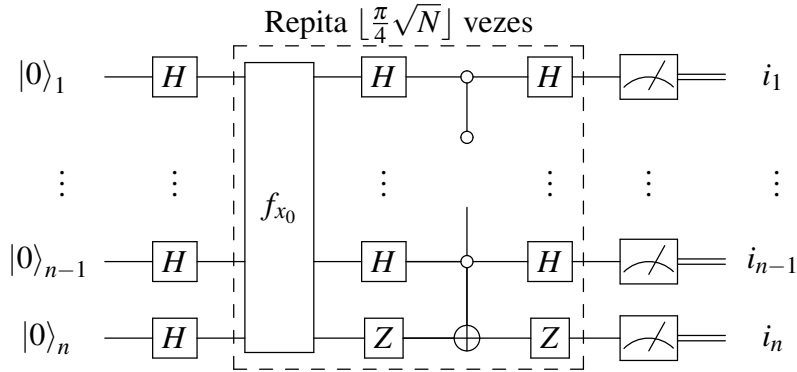 Repita ⌊π/4 √N⌋ vezes
|0⟩₁ H H H i₁
⋮ ⋮ f_{x₀} ⋮ ⋮ ⋮ ⋮
|0⟩ₙ₋₁ H H H iₙ₋₁
|0⟩ₙ H Z Z iₙ